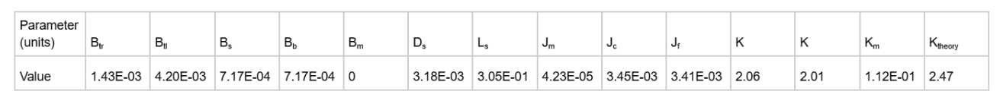 Parameter (units) B_tr B_tl B_s B_b B_m D_s L_s J_m J_c J_f K K K_m K_theory
Value 1.43E-03 4.20E-03 7.17E-04 7.17E-04 0 3.18E-03 3.05E-01 4.23E-05 3.45E-03 3.41E-03 2.06 2.01 1.12E-01 2.47